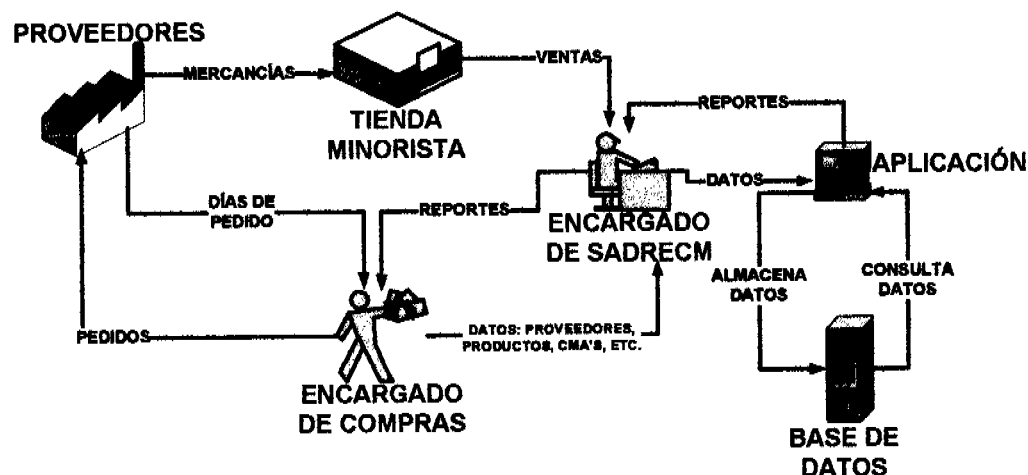 PROVEEDORES
MERCANCÍAS
VENTAS
TIENDA
MINORISTA
REPORTES
APLICACIÓN
DATOS
DÍAS DE
PEDIDO
REPORTES
ENCARGADO
DE SADRECM
ALMACENA
DATOS
CONSULTA
DATOS
PEDIDOS
DATOS: PROVEEDORES,
PRODUCTOS, CMA'S, ETC.
ENCARGADO
DE COMPRAS
BASE DE
DATOS